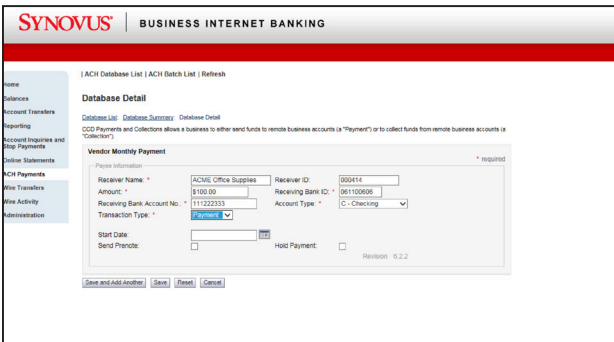 SYNOVUS® | BUSINESS INTERNET BANKING
| ACH Database List | ACH Batch List | Refresh
Home
Balances
Account Transfers
Reporting
Account Inquiries and
Stop Payments
Online Statements
ACH Payments
Wire Transfers
Wire Activity
Administration
Database Detail
Database List Database Summary Database Detail
CCD Payments and Collections allows a business to either send funds to remote business accounts (a "Payment") or to collect funds from remote business accounts (a
"Collection").
Vendor Monthly Payment
* required
Payee Information
Receiver Name: * ACME Office Supplies Receiver ID: 000414
Amount: * $100.00 Receiving Bank ID: * 061100606
Receiving Bank Account No.: * 111222333 Account Type: * C - Checking
Transaction Type: * Payment
Start Date:
Send Prenote: Hold Payment:
Revision 6.2.2
Save and Add Another Save Reset Cancel